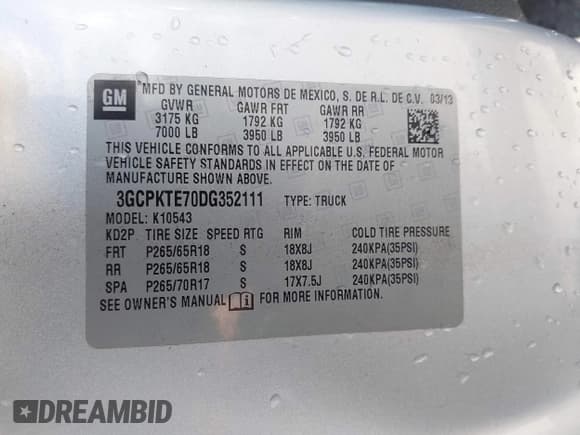 GM
*MFD BY GENERAL MOTORS DE MEXICO, S. DE R.L. DE C.V. 03/13
GVWR GAWR FRT GAWR RR
3175 KG 1792 KG 1792 KG
7000 LB 3950 LB 3950 LB
THIS VEHICLE CONFORMS TO ALL APPLICABLE U.S. FEDERAL MOTOR
VEHICLE SAFETY STANDARDS IN EFFECT ON THE DATE OF
MANUFACTURE SHOWN ABOVE.
3GCPKTE70DG352111 TYPE: TRUCK
MODEL: K10543
KD2P TIRE SIZE SPEED RTG RIM COLD TIRE PRESSURE
FRT P265/65R18 S 18X8J 240KPA(35PSI)
RR P265/65R18 S 18X8J 240KPA(35PSI)
SPA P265/70R17 S 17X7.5J 240KPA(35PSI)
SEE OWNER'S MANUAL FOR MORE INFORMATION.
DREAMBID